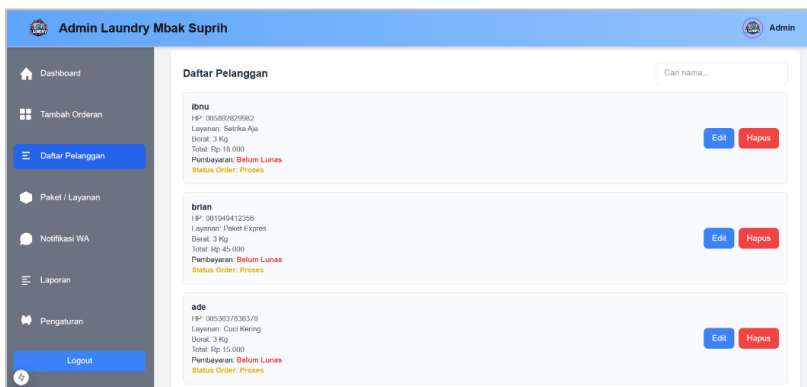 Admin Laundry Mbak Suprih
Admin
Dashboard
Tambah Orderan
Daftar Pelanggan
Paket / Layanan
Notifikasi WA
Laporan
Pengaturan
Logout
Daftar Pelanggan
Cari nama...
ibnu
HP: 085892829982
Layanan: Setrika Aja
Berat: 3 Kg
Total: Rp 18.000
Pembayaran: Belum Lunas
Status Order: Proses
Edit
Hapus
brian
HP: 081949412356
Layanan: Paket Expres
Berat: 3 Kg
Total: Rp 45.000
Pembayaran: Belum Lunas
Status Order: Proses
Edit
Hapus
ade
HP: 0853837838378
Layanan: Cuci Kering
Berat: 3 Kg
Total: Rp 15.000
Pembayaran: Belum Lunas
Status Order: Proses
Edit
Hapus